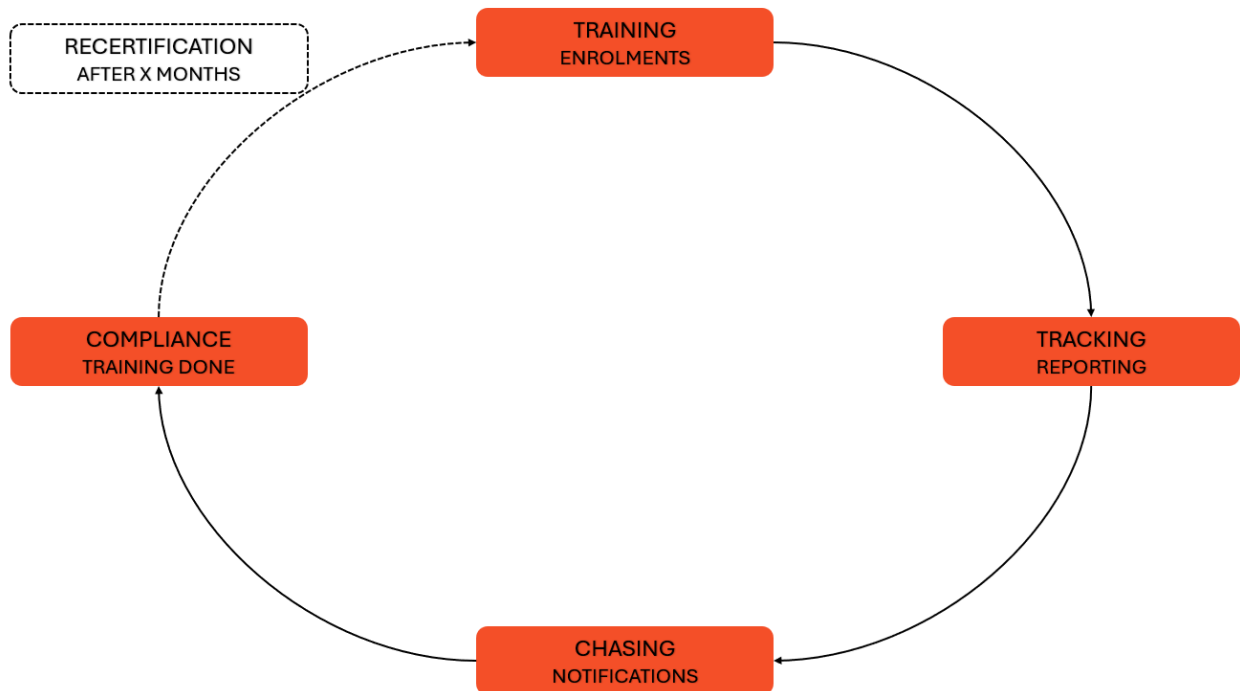 RECERTIFICATION
AFTER X MONTHS
TRAINING
ENROLMENTS
COMPLIANCE
TRAINING DONE
TRACKING
REPORTING
CHASING
NOTIFICATIONS